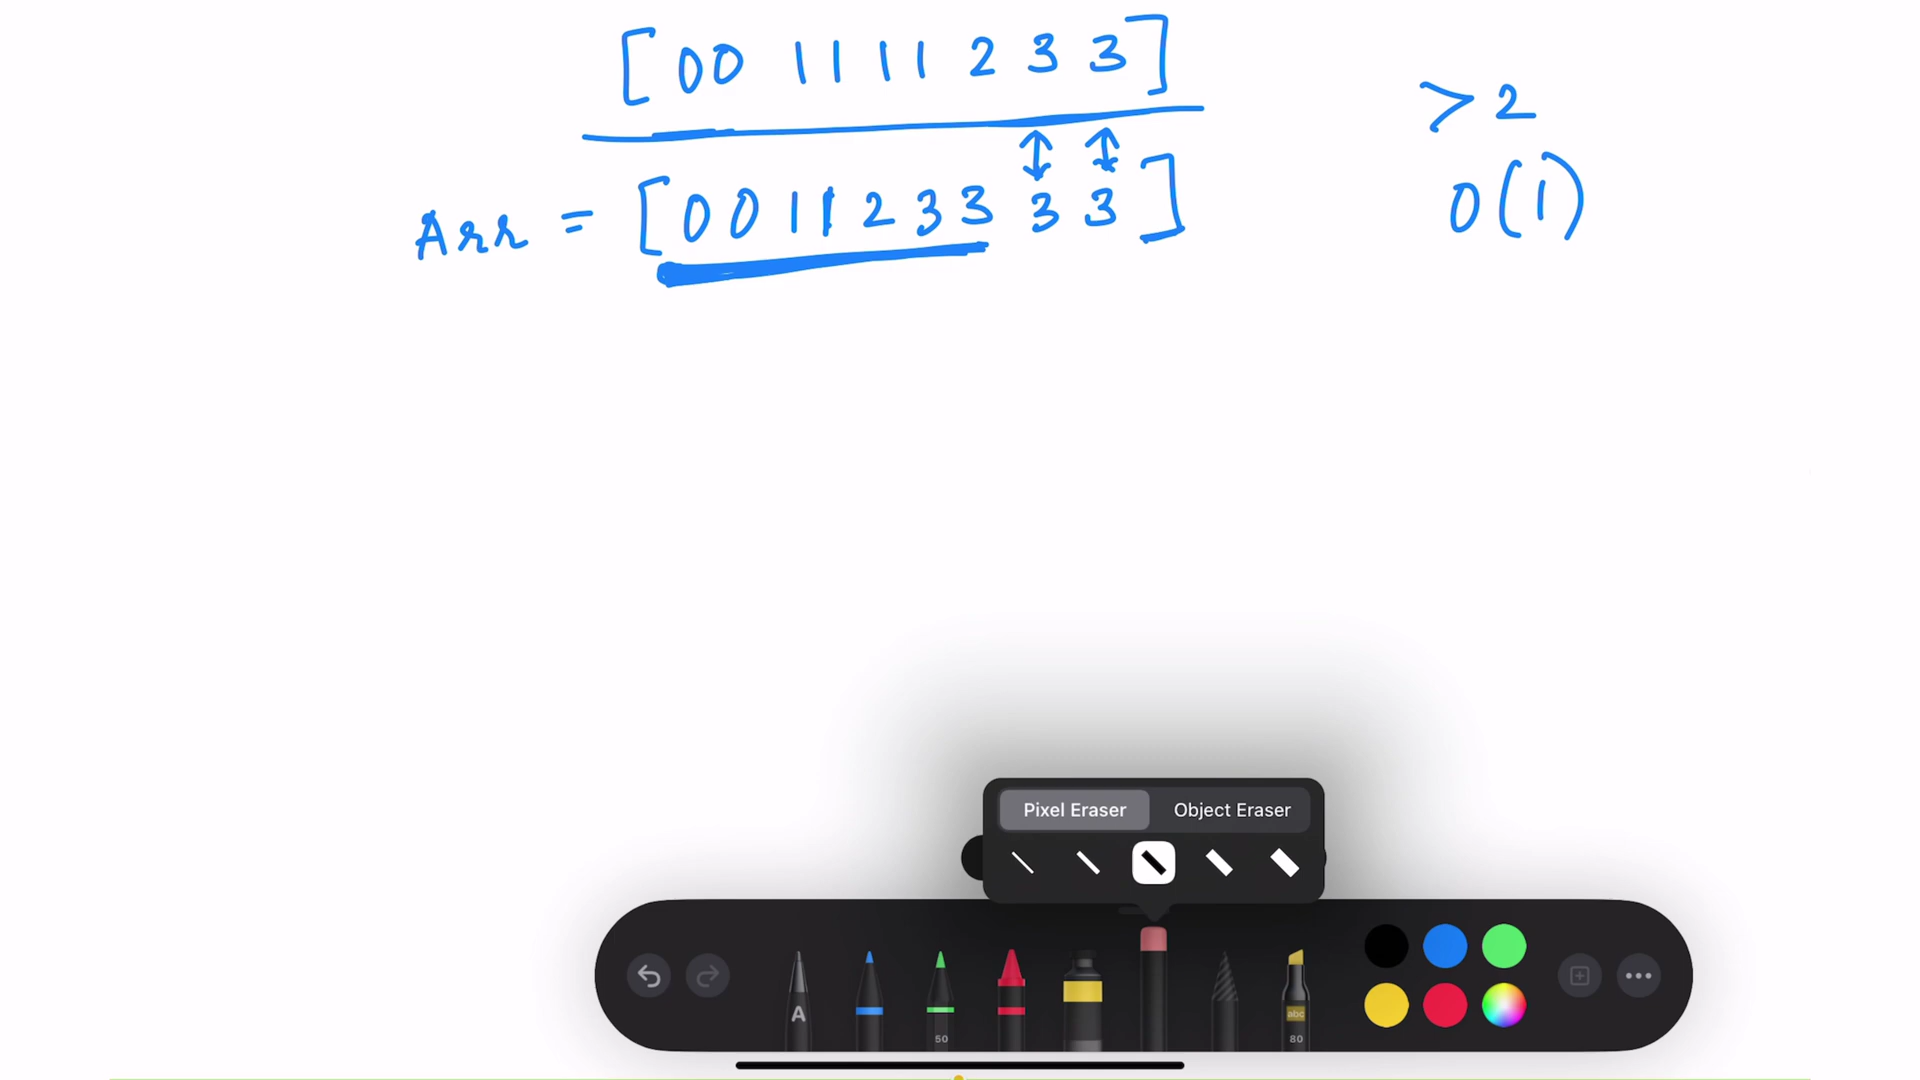 [ 0 0 1 1 1 1 2 3 3 ]
> 2
Arr = [ 0 0 1 1 2 3 3 3 3 ]
O(1)
Pixel Eraser Object Eraser
A 50 abc 80